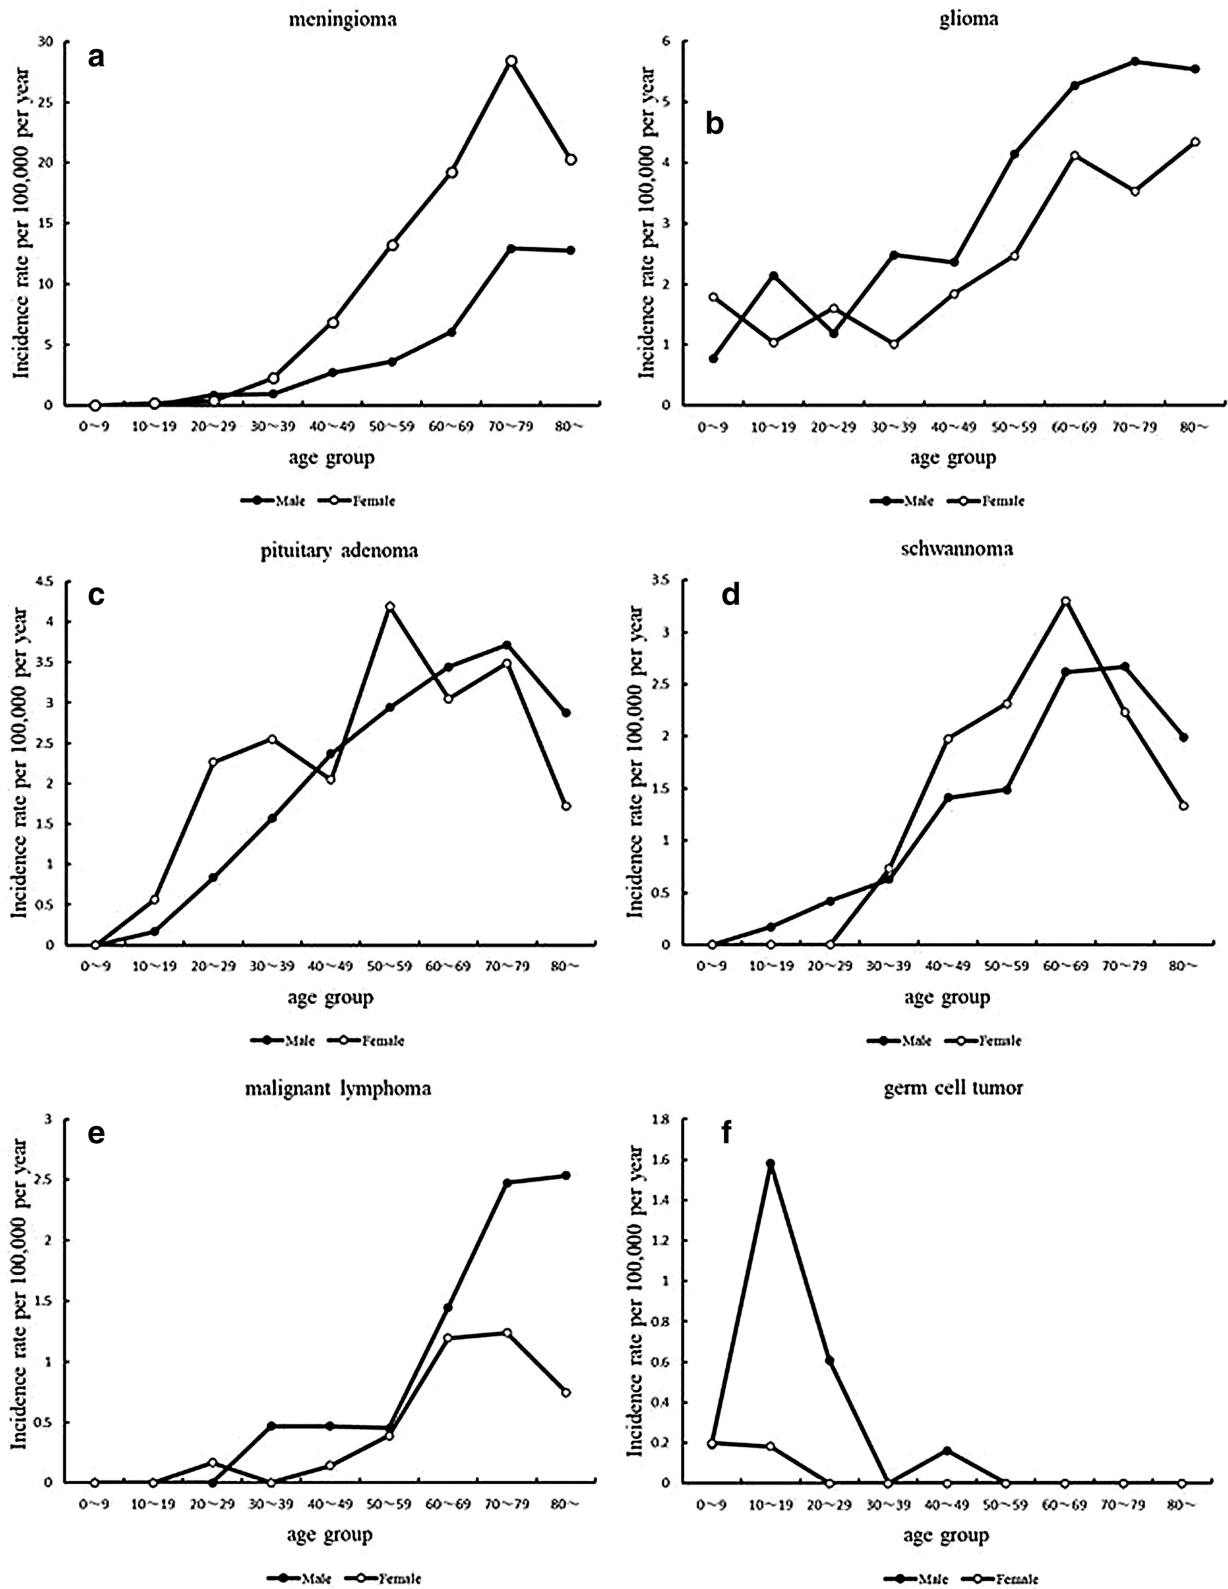 meningioma
a
Incidence rate per 100,000 per year
30
25
20
15
10
5
0
0~9 10~19 20~29 30~39 40~49 50~59 60~69 70~79 80~
age group
Male Female
glioma
b
Incidence rate per 100,000 per year
6
5
4
3
2
1
0
0~9 10~19 20~29 30~39 40~49 50~59 60~69 70~79 80~
age group
Male Female
pituitary adenoma
c
Incidence rate per 100,000 per year
4.5
4
3.5
3
2.5
2
1.5
1
0.5
0
0~9 10~19 20~29 30~39 40~49 50~59 60~69 70~79 80~
age group
Male Female
schwannoma
d
Incidence rate per 100,000 per year
3.5
3
2.5
2
1.5
1
0.5
0
0~9 10~19 20~29 30~39 40~49 50~59 60~69 70~79 80~
age group
Male Female
malignant lymphoma
e
Incidence rate per 100,000 per year
3
2.5
2
1.5
1
0.5
0
0~9 10~19 20~29 30~39 40~49 50~59 60~69 70~79 80~
age group
Male Female
germ cell tumor
f
Incidence rate per 100,000 per year
1.8
1.6
1.4
1.2
1
0.8
0.6
0.4
0.2
0
0~9 10~19 20~29 30~39 40~49 50~59 60~69 70~79 80~
age group
Male Female